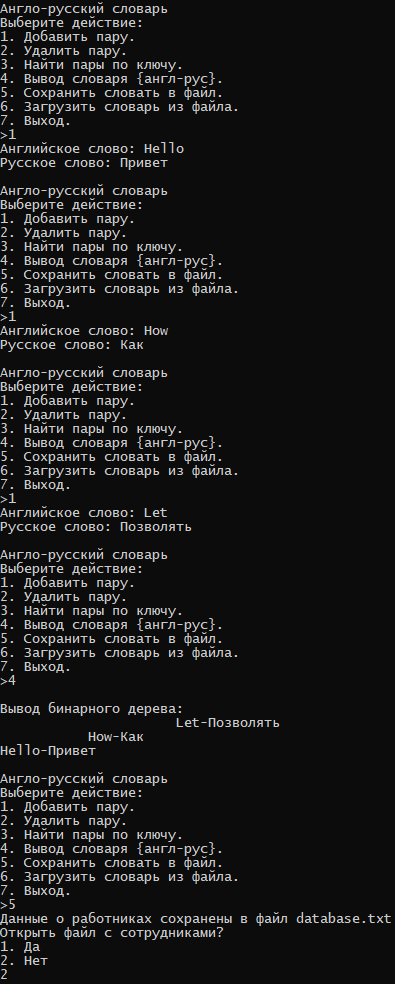 Англо-русский словарь
Выберите действие:
1. Добавить пару.
2. Удалить пару.
3. Найти пары по ключу.
4. Вывод словаря {англ-рус}.
5. Сохранить словать в файл.
6. Загрузить словарь из файла.
7. Выход.
>1
Английское слово: Hello
Русское слово: Привет

Англо-русский словарь
Выберите действие:
1. Добавить пару.
2. Удалить пару.
3. Найти пары по ключу.
4. Вывод словаря {англ-рус}.
5. Сохранить словать в файл.
6. Загрузить словарь из файла.
7. Выход.
>1
Английское слово: How
Русское слово: Как

Англо-русский словарь
Выберите действие:
1. Добавить пару.
2. Удалить пару.
3. Найти пары по ключу.
4. Вывод словаря {англ-рус}.
5. Сохранить словать в файл.
6. Загрузить словарь из файла.
7. Выход.
>1
Английское слово: Let
Русское слово: Позволять

Англо-русский словарь
Выберите действие:
1. Добавить пару.
2. Удалить пару.
3. Найти пары по ключу.
4. Вывод словаря {англ-рус}.
5. Сохранить словать в файл.
6. Загрузить словарь из файла.
7. Выход.
>4

Вывод бинарного дерева:
Let-Позволять
How-Как
Hello-Привет

Англо-русский словарь
Выберите действие:
1. Добавить пару.
2. Удалить пару.
3. Найти пары по ключу.
4. Вывод словаря {англ-рус}.
5. Сохранить словать в файл.
6. Загрузить словарь из файла.
7. Выход.
>5
Данные о работниках сохранены в файл database.txt
Открыть файл с сотрудниками?
1. Да
2. Нет
2